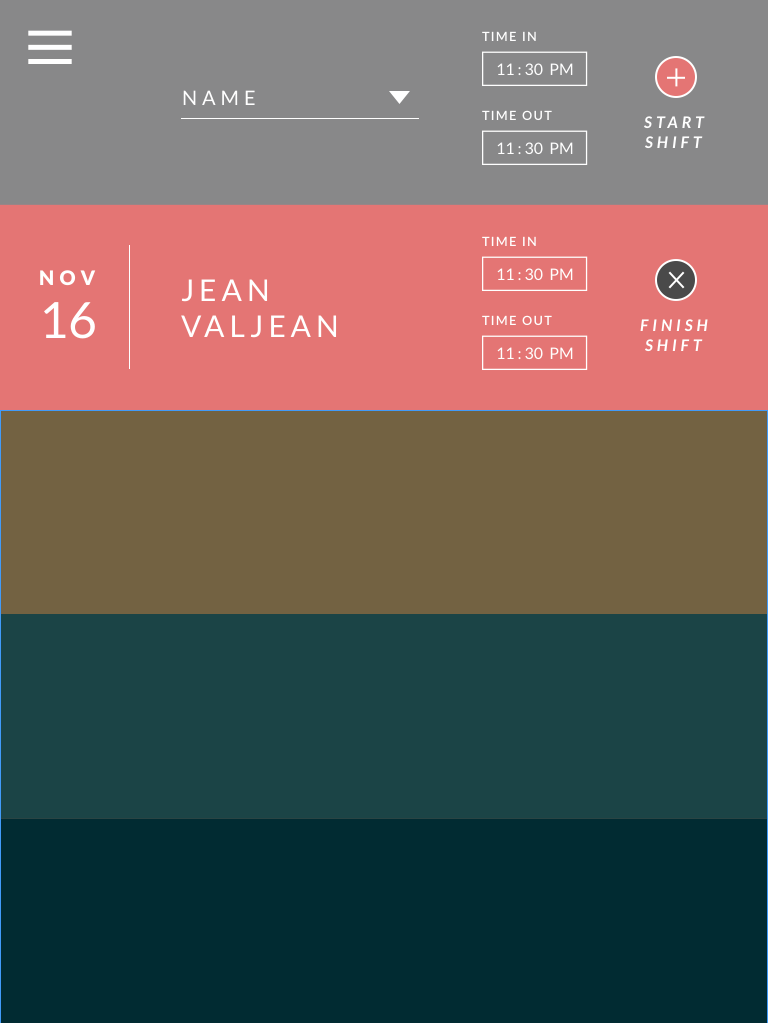 TIME IN
11:30 PM
NAME
TIME OUT
11:30 PM
START
SHIFT
NOV
16
JEAN
VALJEAN
TIME IN
11:30 PM
TIME OUT
11:30 PM
FINISH
SHIFT